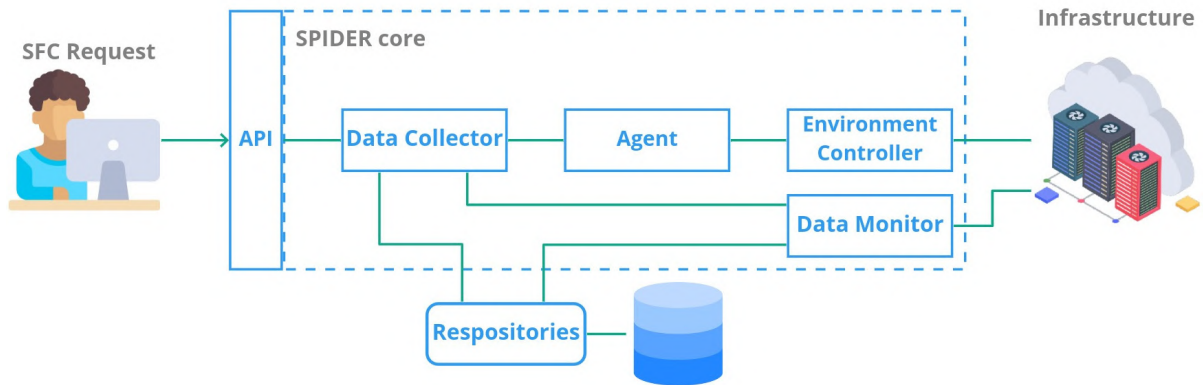 Infrastructure
SPIDER core
SFC Request
API
Data Collector
Agent
Environment
Controller
Data Monitor
Respositories